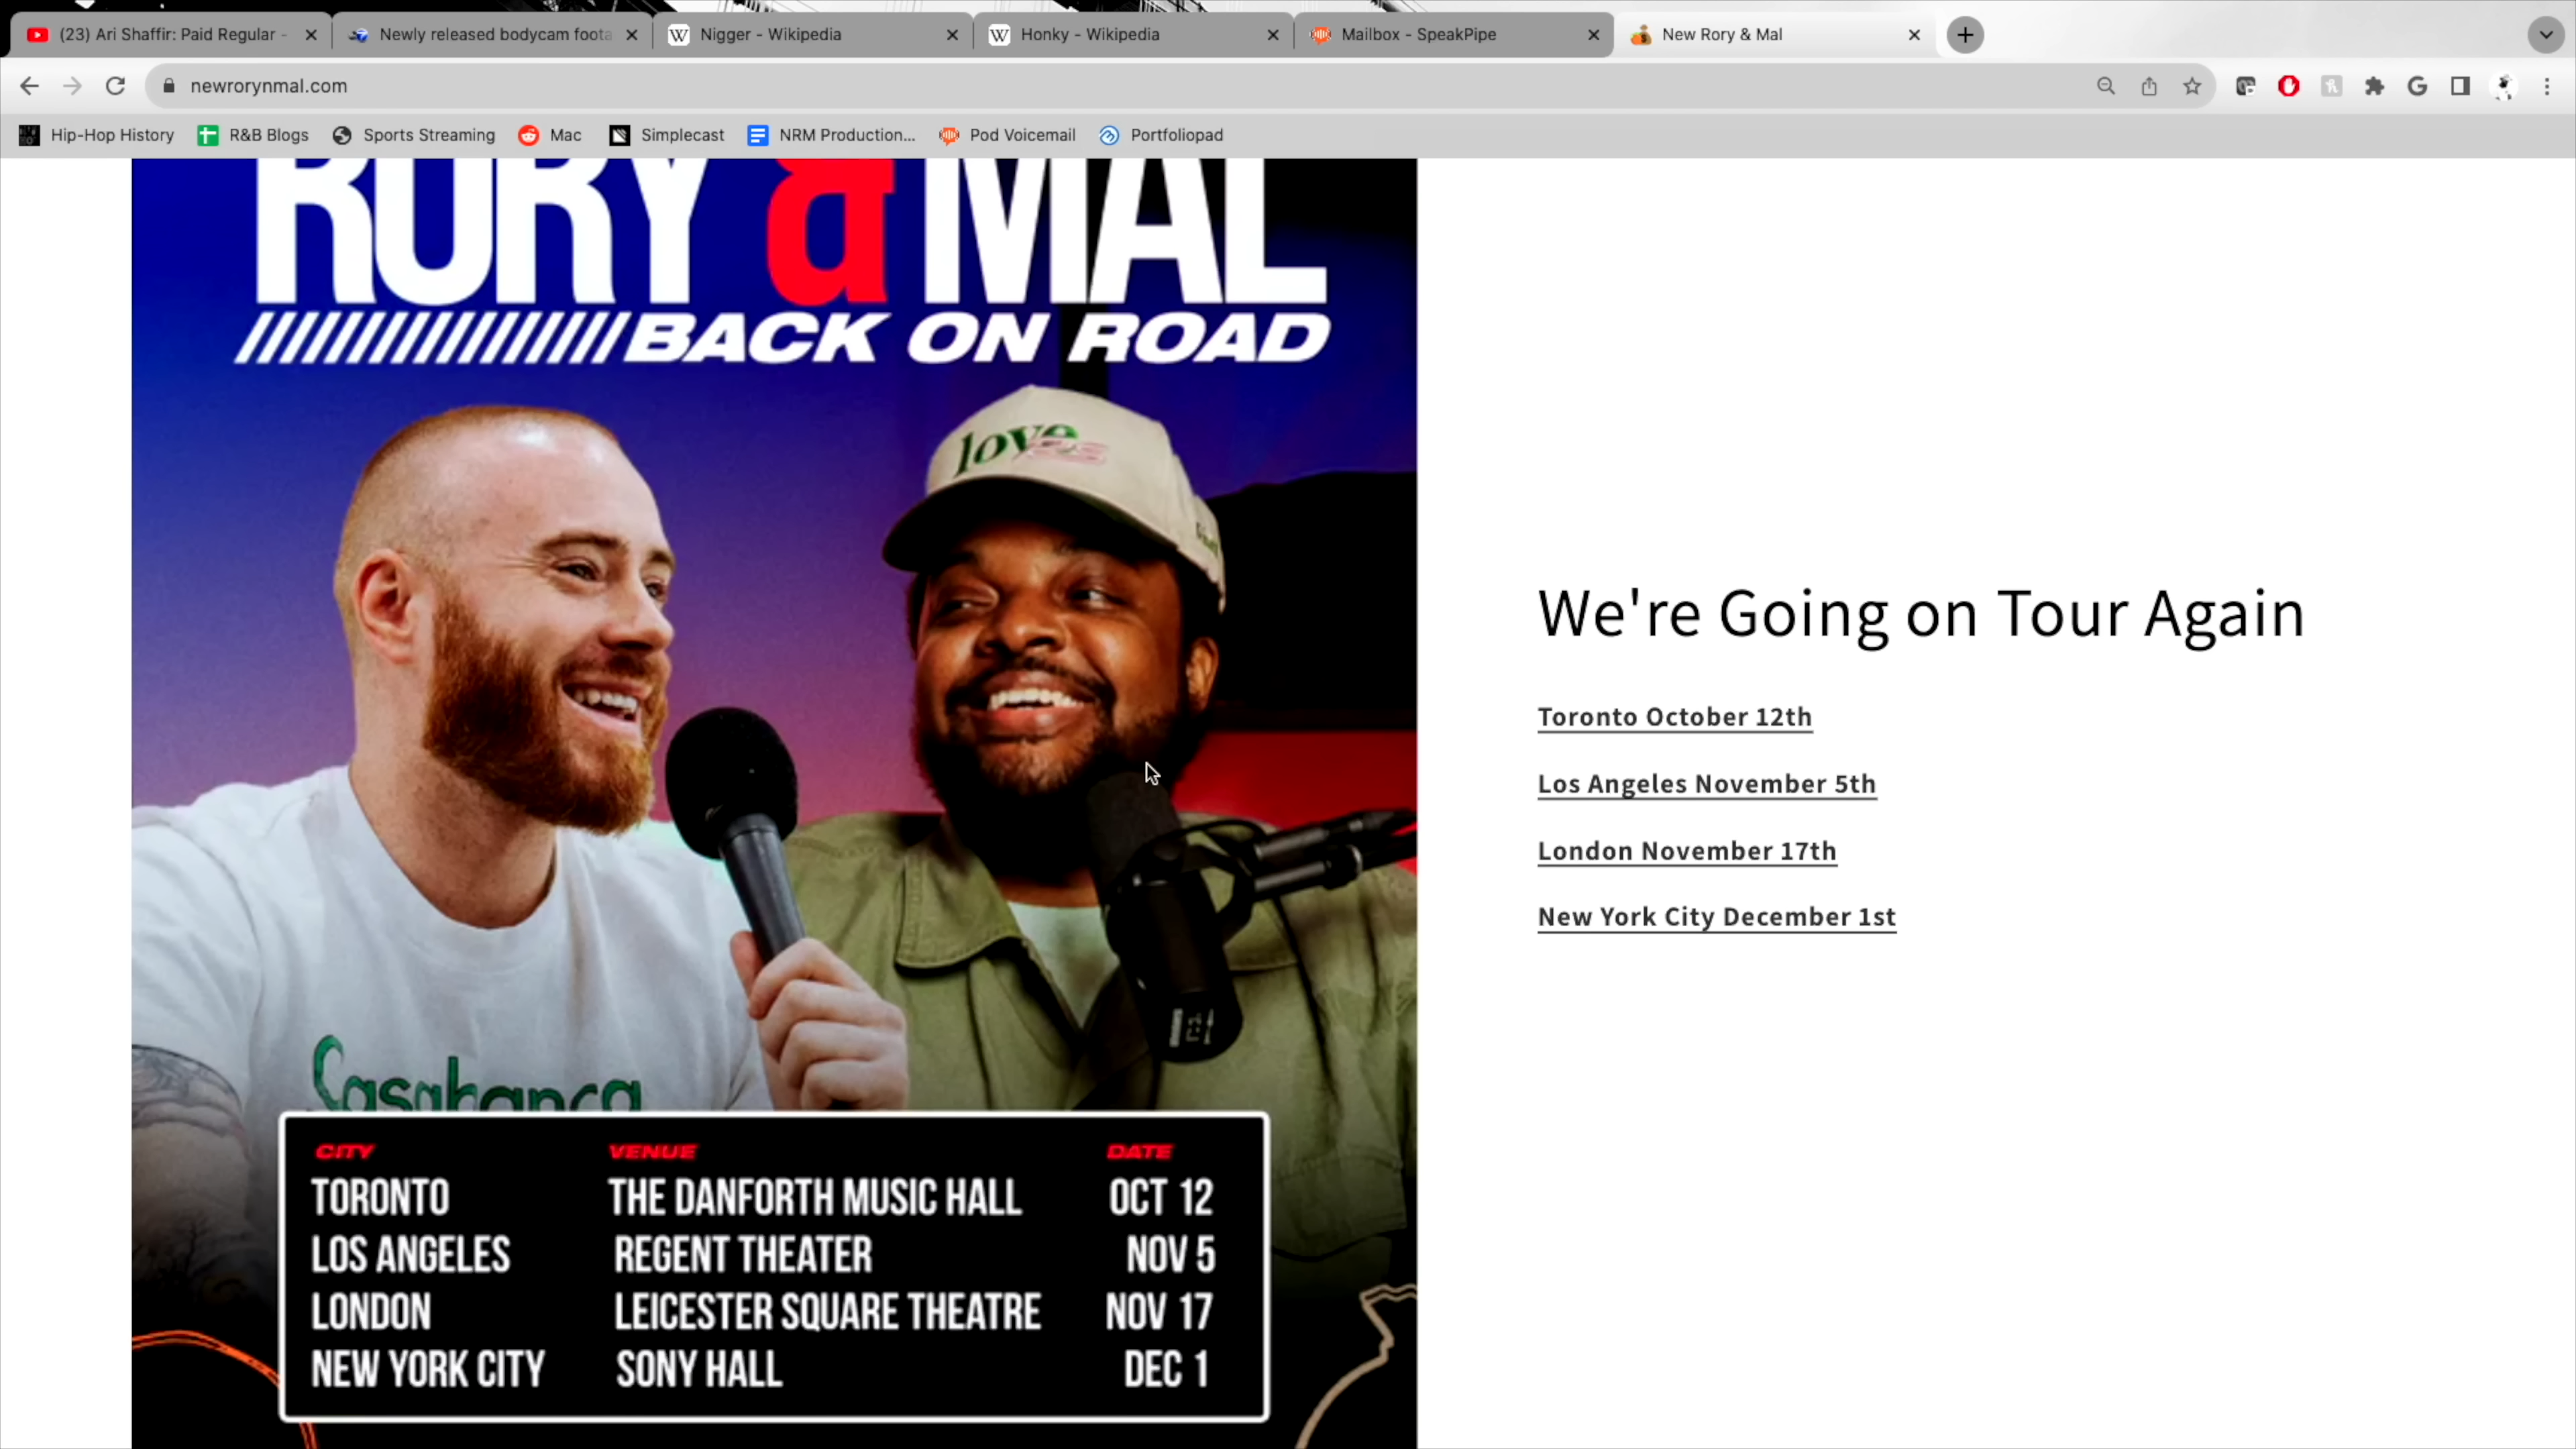 (23) Ari Shaffir: Paid Regular -
Newly released bodycam foota
Nigger - Wikipedia
Honky - Wikipedia
Mailbox - SpeakPipe
New Rory & Mal
newrorynmal.com
Hip-Hop History
R&B Blogs
Sports Streaming
Mac
Simplecast
NRM Production...
Pod Voicemail
Portfoliopad
RORY & MAL
BACK ON ROAD
love
Casablanca
CITY VENUE DATE
TORONTO THE DANFORTH MUSIC HALL OCT 12
LOS ANGELES REGENT THEATER NOV 5
LONDON LEICESTER SQUARE THEATRE NOV 17
NEW YORK CITY SONY HALL DEC 1
We're Going on Tour Again
Toronto October 12th
Los Angeles November 5th
London November 17th
New York City December 1st